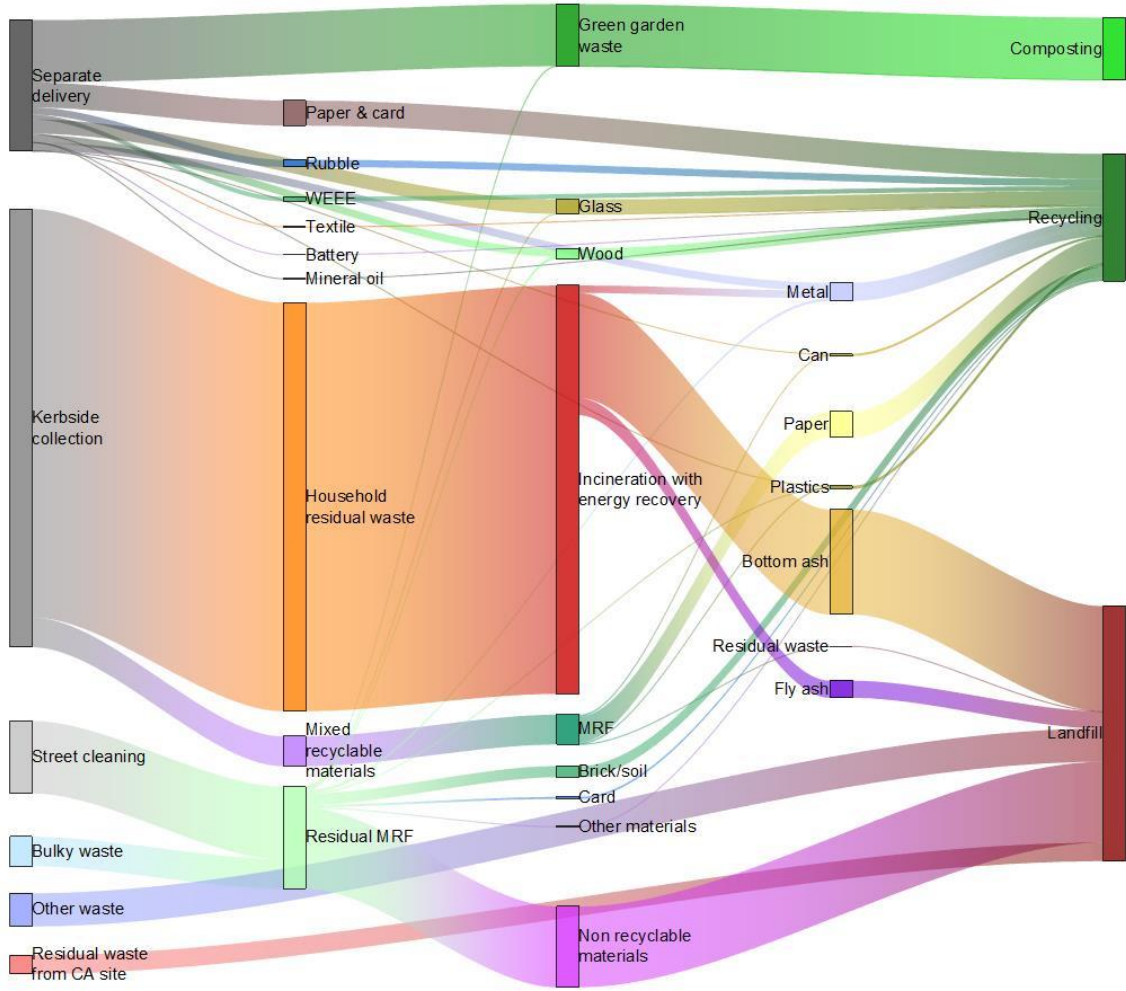 Green garden
waste
Composting
Separate
delivery
Paper & card
Rubble
WEEE
Glass
Recycling
Textile
Battery
Wood
Mineral oil
Metal
Can
Kerbside
collection
Paper
Household
residual waste
Incineration with
energy recovery
Plastics
Bottom ash
Residual waste
Fly ash
Mixed
recyclable
materials
MRF
Landfill
Street cleaning
Brick/soil
Card
Other materials
Residual MRF
Bulky waste
Other waste
Non recyclable
materials
Residual waste
from CA site